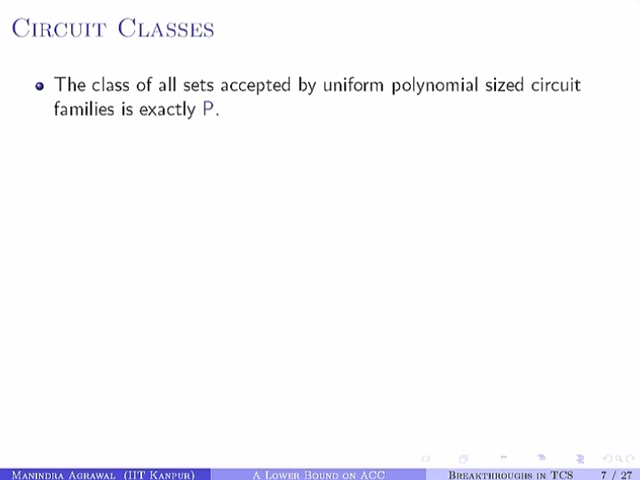 CIRCUIT CLASSES
The class of all sets accepted by uniform polynomial sized circuit
families is exactly P.
MANINDRA AGRAWAL (IIT KANPUR) A LOWER BOUND ON ACC BREAKTHROUGHS IN TCS 7 / 27